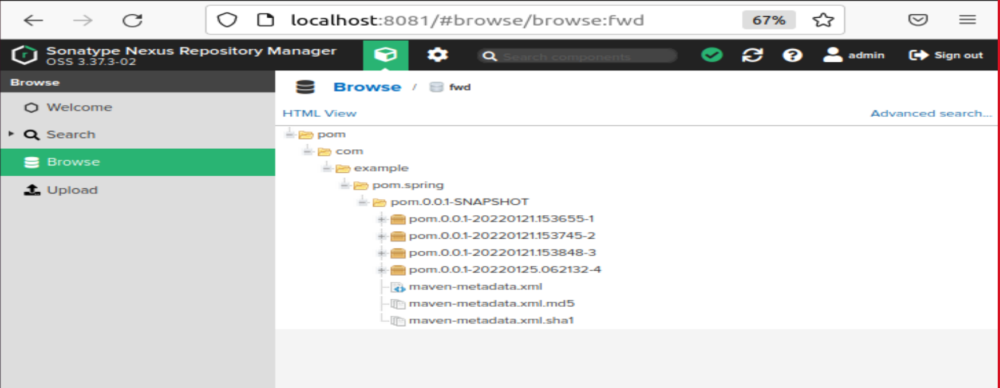 localhost:8081/#browse/browse:fwd 67%
Sonatype Nexus Repository Manager
OSS 3.37.3-02
Search components
admin
Sign out
Browse
Welcome
Search
Browse
Upload
Browse / fwd
HTML View
Advanced search...
pom
com
example
pom.spring
pom.0.0.1-SNAPSHOT
pom.0.0.1-20220121.153655-1
pom.0.0.1-20220121.153745-2
pom.0.0.1-20220121.153848-3
pom.0.0.1-20220125.062132-4
maven-metadata.xml
maven-metadata.xml.md5
maven-metadata.xml.sha1